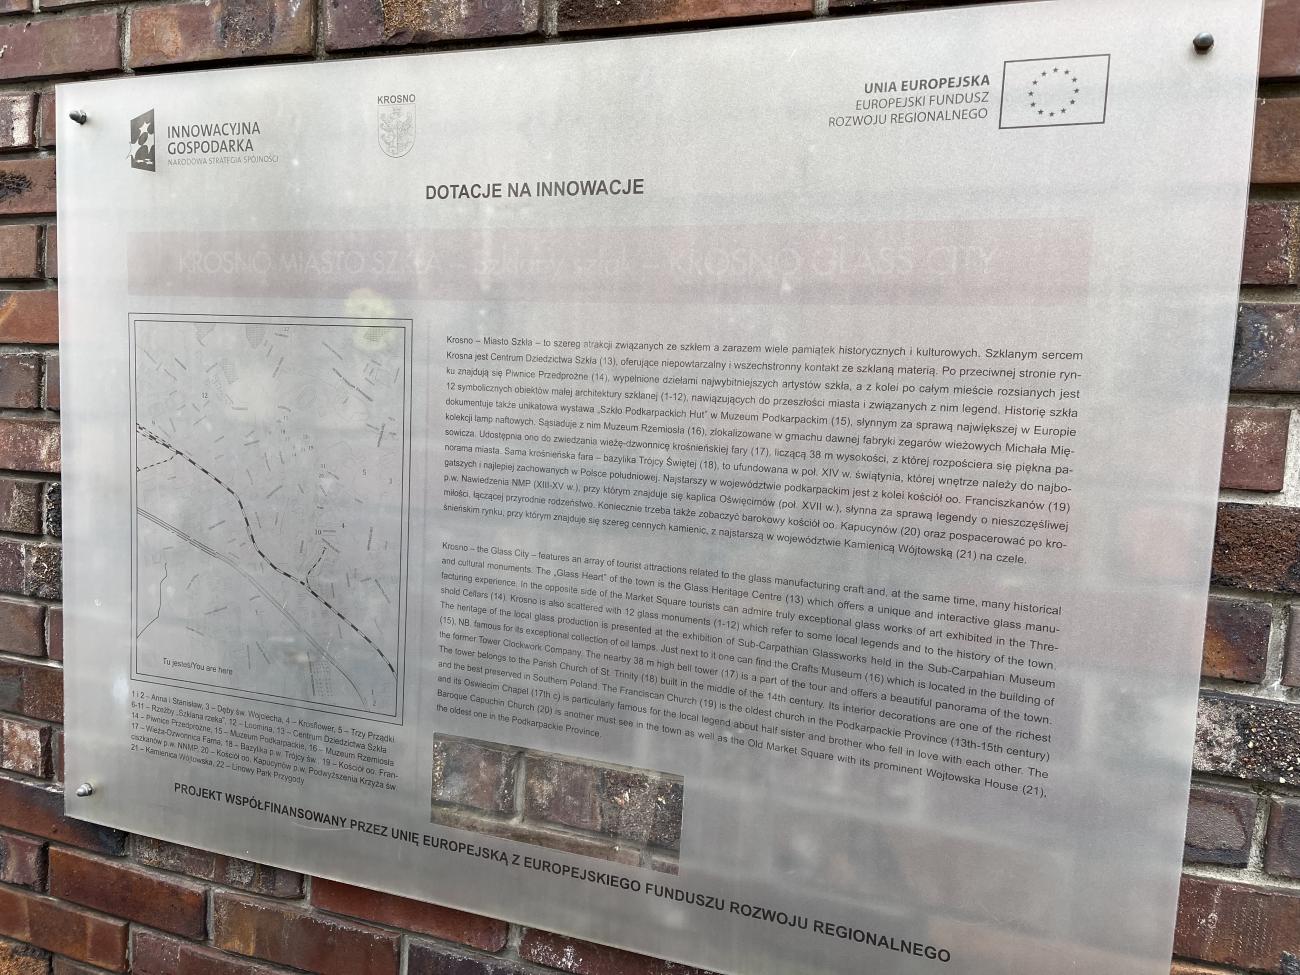 INNOWACYJNA
GOSPODARKA
NARODOWA STRATEGIA SPÓJNOŚCI
KROSNO
UNIA EUROPEJSKA
EUROPEJSKI FUNDUSZ
ROZWOJU REGIONALNEGO
DOTACJE NA INNOWACJE
KROSNO MIASTO SZKŁA – Szklany Szlak – KROSNO GLASS CITY
Krosno – Miasto Szkła – to szereg atrakcji związanych ze szkłem a zarazem wiele pamiątek historycznych i kulturowych. Szklanym sercem
Krosna jest Centrum Dziedzictwa Szkła (13), oferujące niepowtarzalny i wszechstronny kontakt ze szklaną materią. Po przeciwnej stronie ryn-
ku znajdują się Piwnice Przedprożne (14), wypełnione dziełami najwybitniejszych artystów szkła, a z kolei po całym mieście rozsianych jest
12 symbolicznych obiektów małej architektury szklanej (1-12), nawiązujących do przeszłości miasta i związanych z nim legend. Historię szkła
dokumentuje także unikatowa wystawa „Szkło Podkarpackich Hut" w Muzeum Podkarpackim (15), słynnym za sprawą największej w Europie
kolekcji lamp naftowych. Sąsiaduje z nim Muzeum Rzemiosła (16), zlokalizowane w gmachu dawnej fabryki zegarów wieżowych Michała Mię-
sowicza. Udostępnia ono do zwiedzania wieżę-dzwonnicę krośnieńskiej fary (17), liczącą 38 m wysokości, z której rozpościera się piękna pa-
norama miasta. Sama krośnieńska fara – bazylika Trójcy Świętej (18), to ufundowana w poł. XIV w. świątynia, której wnętrze należy do najbo-
gatszych i najlepiej zachowanych w Polsce południowej. Najstarszy w województwie podkarpackim jest z kolei kościół oo. Franciszkanów (19)
p.w. Nawiedzenia NMP (XIII-XV w.), przy którym znajduje się kaplica Oświęcimów (poł. XVII w.), słynna za sprawą legendy o nieszczęśliwej
miłości, łączącej przyrodnie rodzeństwo. Koniecznie trzeba także zobaczyć barokowy kościół oo. Kapucynów (20) oraz pospacerować po kro-
śnieńskim rynku, przy którym znajduje się szereg cennych kamienic, z najstarszą w województwie Kamienicą Wójtowską (21) na czele.
Krosno – the Glass City – features an array of tourist attractions related to the glass manufacturing craft and, at the same time, many historical
and cultural monuments. The „Glass Heart" of the town is the Glass Heritage Centre (13) which offers a unique and interactive glass manu-
facturing experience. In the opposite side of the Market Square tourists can admire truly exceptional glass works of art exhibited in the Thre-
shold Cellars (14). Krosno is also scattered with 12 glass monuments (1-12) which refer to some local legends and to the history of the town.
The heritage of the local glass production is presented at the exhibition of Sub-Carpathian Glassworks held in the Sub-Carpahian Museum
(15), NB. famous for its exceptional collection of oil lamps. Just next to it one can find the Crafts Museum (16) which is located in the building of
the former Tower Clockwork Company. The nearby 38 m high bell tower (17) is a part of the tour and offers a beautiful panorama of the town.
The tower belongs to the Parish Church of St. Trinity (18) built in the middle of the 14th century. Its interior decorations are one of the richest
and the best preserved in Southern Poland. The Franciscan Church (19) is the oldest church in the Podkarpackie Province (13th-15th century)
and its Oswiecim Chapel (17th c) is particularly famous for the local legend about half sister and brother who fell in love with each other. The
Baroque Capuchin Church (20) is another must see in the town as well as the Old Market Square with its prominent Wojtowska House (21),
the oldest one in the Podkarpackie Province.
Tu jesteś/You are here
1 i 2 – Anna i Stanisław, 3 – Dęby św. Wojciecha, 4 – Krosflower, 5 – Trzy Prządki
6-11 – Rzeźby „Szklana rzeka", 12 – Loomina, 13 – Centrum Dziedzictwa Szkła
14 – Piwnice Przedprożne, 15 – Muzeum Podkarpackie, 16 – Muzeum Rzemiosła
17 – Wieża-Dzwonnica Farna, 18 – Bazylika p.w. Trójcy św. 19 – Kościół oo. Fran-
ciszkanów p.w. NNMP, 20 – Kościół oo. Kapucynów p.w. Podwyższenia Krzyża św
21 – Kamienica Wójtowska, 22 – Linowy Park Przygody
PROJEKT WSPÓŁFINANSOWANY PRZEZ UNIĘ EUROPEJSKĄ Z EUROPEJSKIEGO FUNDUSZU ROZWOJU REGIONALNEGO